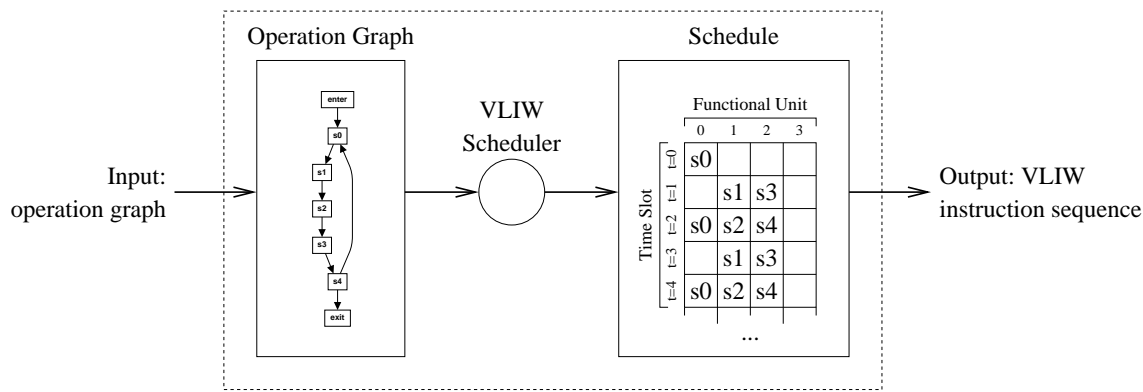 Operation Graph
Schedule
Input:
operation graph
enter
s0
s1
s2
s3
s4
exit
VLIW
Scheduler
Functional Unit
0 1 2 3
Time Slot
t=0 s0
t=1 s1 s3
t=2 s0 s2 s4
t=3 s1 s3
t=4 s0 s2 s4
...
Output: VLIW
instruction sequence